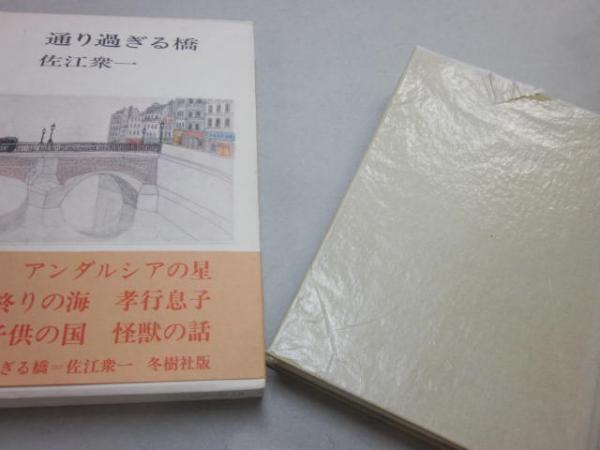 通り過ぎる橋
佐江衆一
アンダルシアの星
終りの海 孝行息子
子供の国 怪獣の話
ぎる橋=佐江衆一 冬樹社版